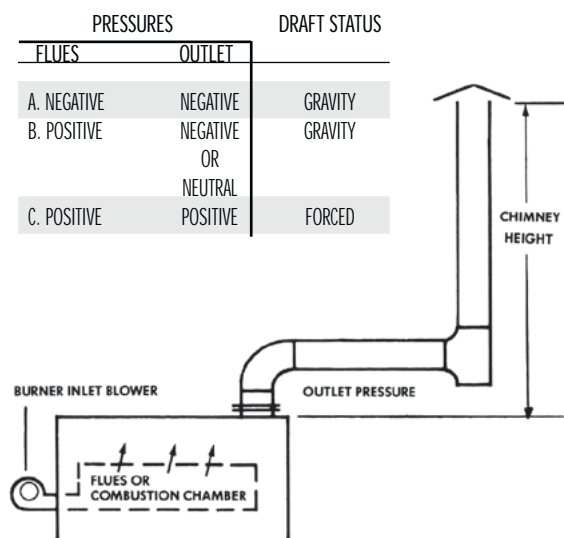 PRESSURES DRAFT STATUS
FLUES OUTLET
A. NEGATIVE NEGATIVE GRAVITY
B. POSITIVE NEGATIVE GRAVITY
OR
NEUTRAL
C. POSITIVE POSITIVE FORCED
CHIMNEY
HEIGHT
BURNER INLET BLOWER
OUTLET PRESSURE
FLUES OR
COMBUSTION CHAMBER